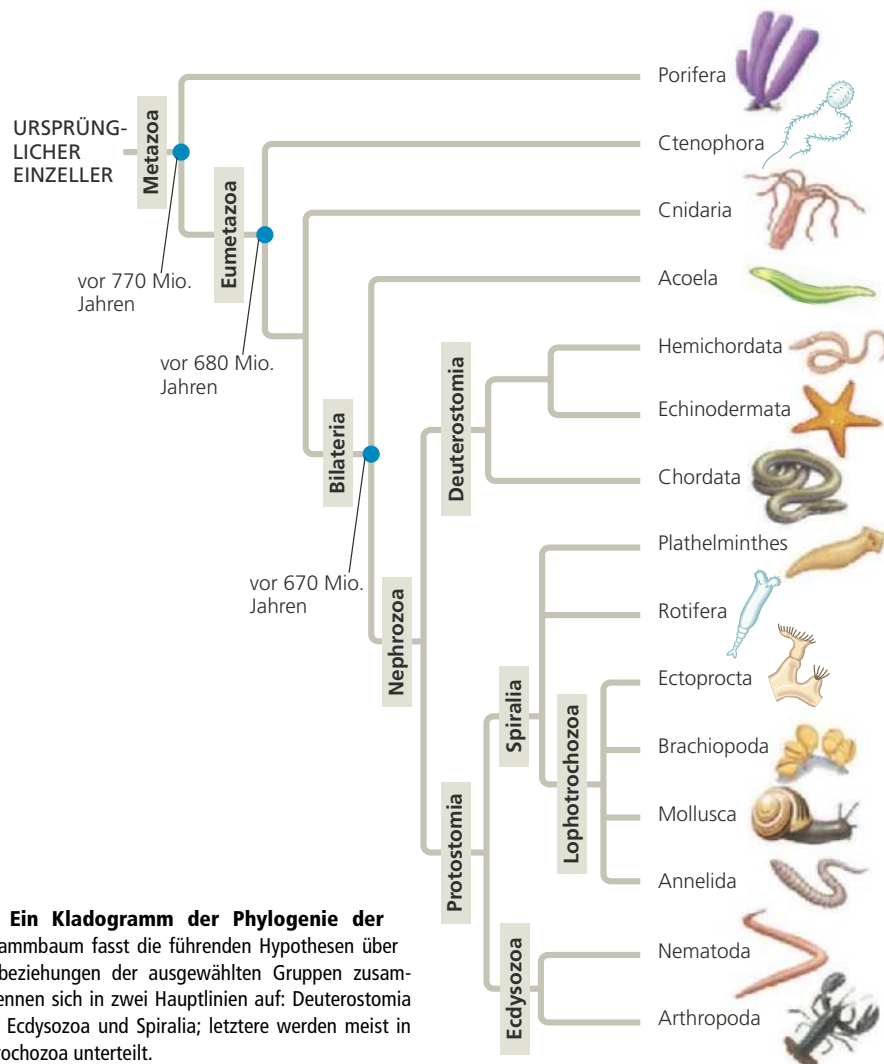 Porifera
URSPRÜNG-
LICHER
EINZELLER
Metazoa
Ctenophora
Eumetazoa
Cnidaria
vor 770 Mio.
Jahren
Acoela
vor 680 Mio.
Jahren
Bilateria
Deuterostomia
Hemichordata
Echinodermata
Chordata
vor 670 Mio.
Jahren
Nephrozoa
Plathelminthes
Rotifera
Spiralia
Ectoprocta
Brachiopoda
Lophotrochozoa
Mollusca
Annelida
Protostomia
Ecdysozoa
Nematoda
Arthropoda
Ein Kladogramm der Phylogenie der
ammbaum fasst die führenden Hypothesen über
beziehungen der ausgewählten Gruppen zusam-
ennen sich in zwei Hauptlinien auf: Deuterostomia
Ecdysozoa und Spiralia; letztere werden meist in
rochozoa unterteilt.